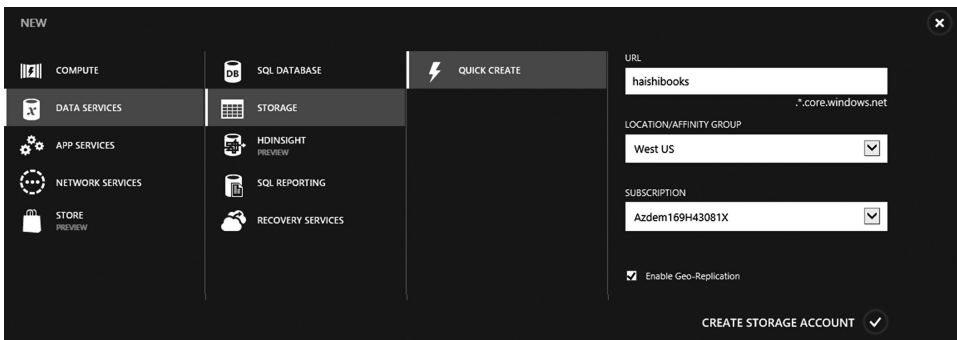 NEW
COMPUTE
DATA SERVICES
APP SERVICES
NETWORK SERVICES
STORE
PREVIEW
DB
SQL DATABASE
STORAGE
HDINSIGHT
PREVIEW
SQL REPORTING
RECOVERY SERVICES
QUICK CREATE
URL
haishibooks
.*.core.windows.net
LOCATION/AFFINITY GROUP
West US
SUBSCRIPTION
Azdem169H43081X
Enable Geo-Replication
CREATE STORAGE ACCOUNT